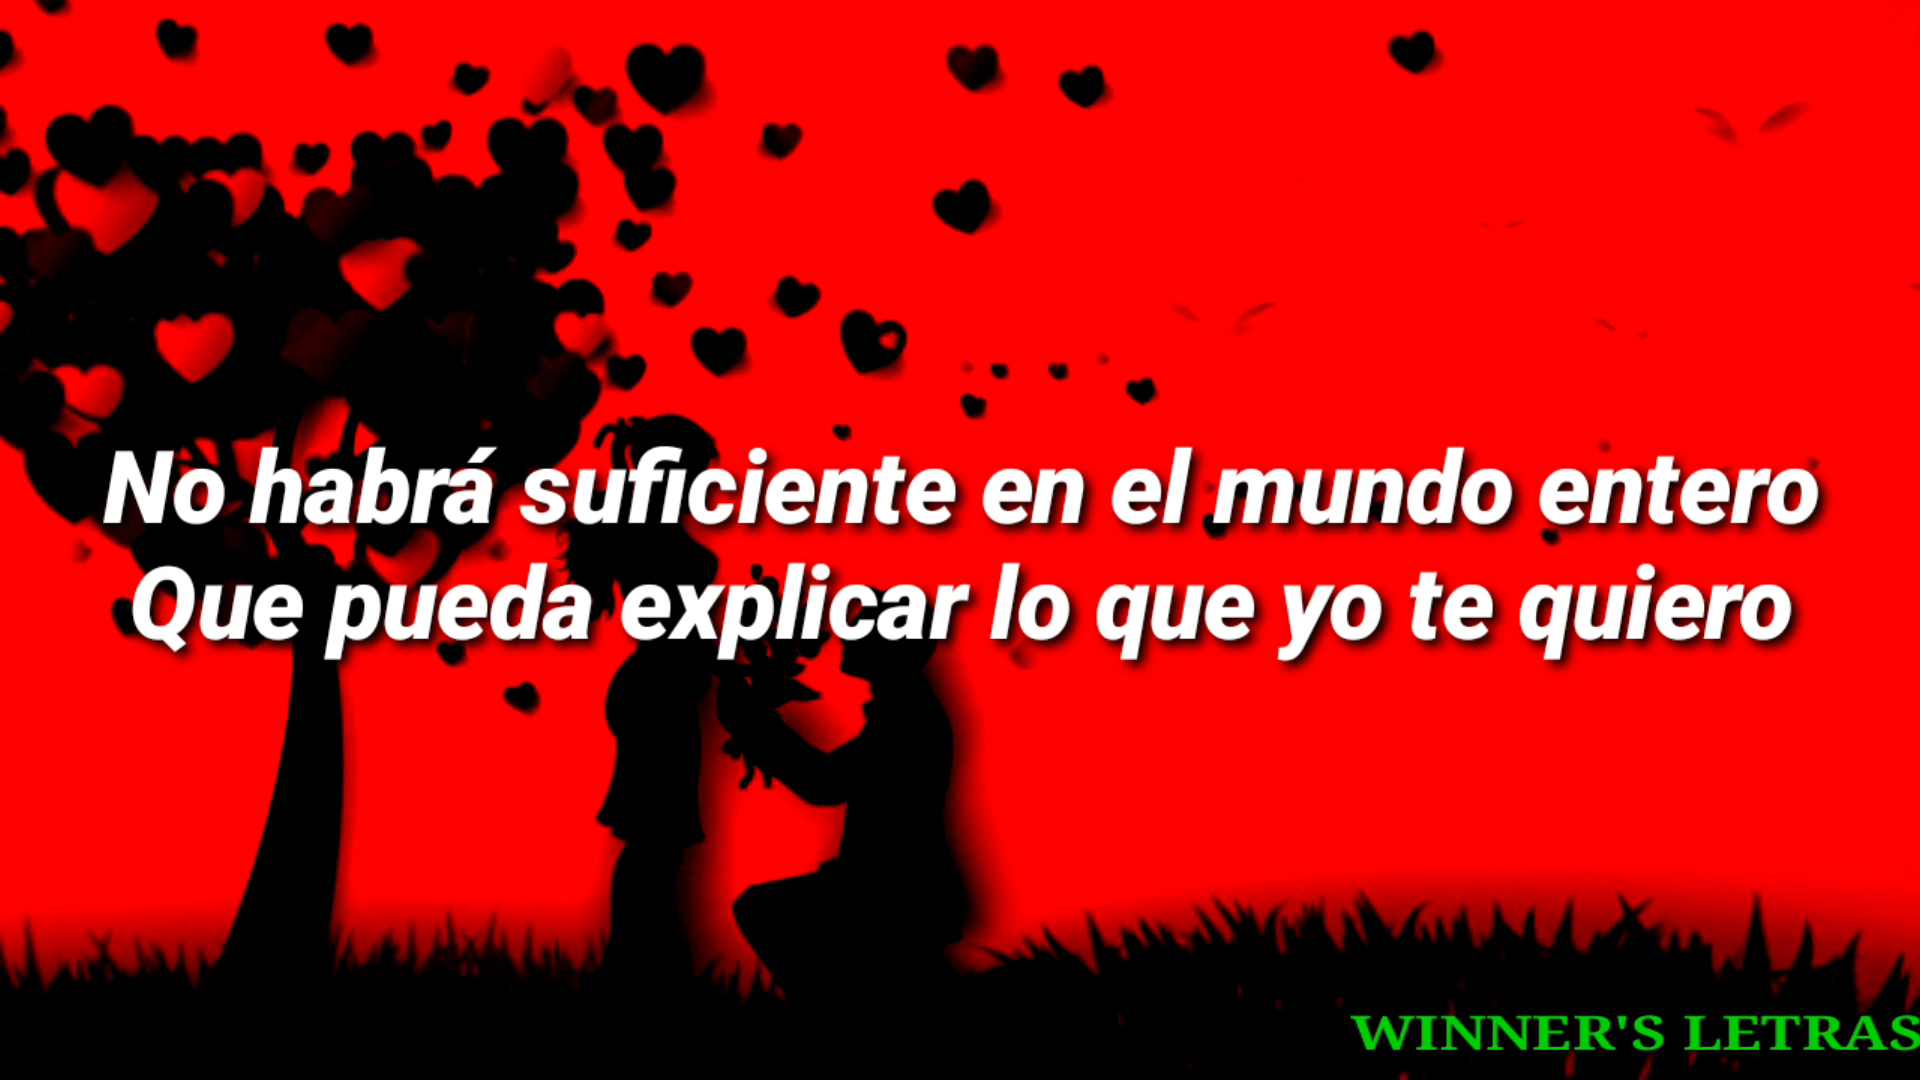 No habrá suficiente en el mundo entero
Que pueda explicar lo que yo te quiero
WINNER'S LETRAS